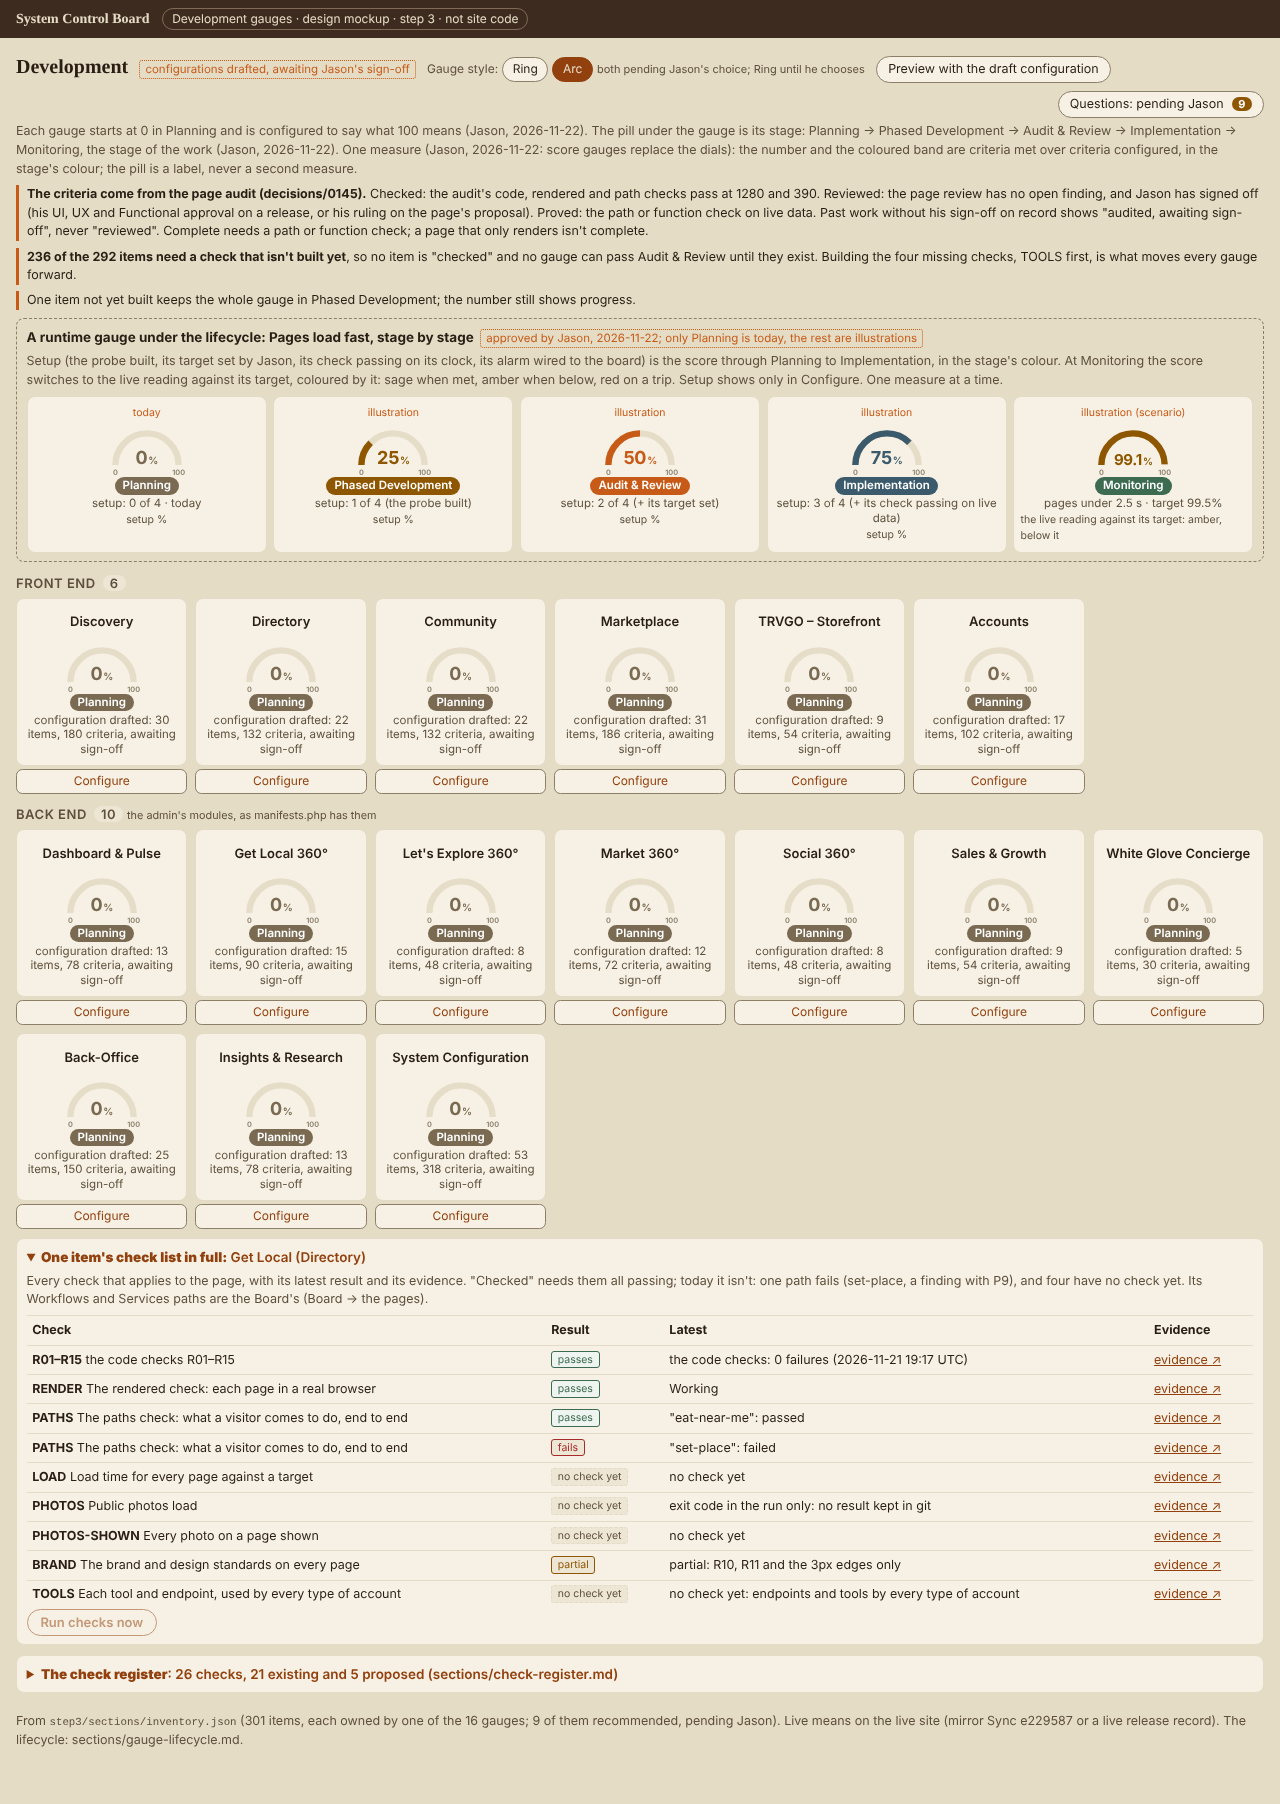 System Control Board
Development gauges · design mockup · step 3 · not site code
Development
configurations drafted, awaiting Jason's sign-off
Gauge style:
Ring
Arc
both pending Jason's choice; Ring until he chooses
Preview with the draft configuration
Questions: pending Jason 9
Each gauge starts at 0 in Planning and is configured to say what 100 means (Jason, 2026-11-22). The pill under the gauge is its stage: Planning → Phased Development → Audit & Review → Implementation →
Monitoring, the stage of the work (Jason, 2026-11-22). One measure (Jason, 2026-11-22: score gauges replace the dials): the number and the coloured band are criteria met over criteria configured, in the
stage's colour; the pill is a label, never a second measure.
The criteria come from the page audit (decisions/0145). Checked: the audit's code, rendered and path checks pass at 1280 and 390. Reviewed: the page review has no open finding, and Jason has signed off
(his UI, UX and Functional approval on a release, or his ruling on the page's proposal). Proved: the path or function check on live data. Past work without his sign-off on record shows "audited, awaiting sign-
off", never "reviewed". Complete needs a path or function check; a page that only renders isn't complete.
236 of the 292 items need a check that isn't built yet, so no item is "checked" and no gauge can pass Audit & Review until they exist. Building the four missing checks, TOOLS first, is what moves every gauge
forward.
One item not yet built keeps the whole gauge in Phased Development; the number still shows progress.
A runtime gauge under the lifecycle: Pages load fast, stage by stage
approved by Jason, 2026-11-22; only Planning is today, the rest are illustrations
Setup (the probe built, its target set by Jason, its check passing on its clock, its alarm wired to the board) is the score through Planning to Implementation, in the stage's colour. At Monitoring the score
switches to the live reading against its target, coloured by it: sage when met, amber when below, red on a trip. Setup shows only in Configure. One measure at a time.
today
0%
0 100
Planning
setup: 0 of 4 · today
setup %
illustration
25%
0 100
Phased Development
setup: 1 of 4 (the probe built)
setup %
illustration
50%
0 100
Audit & Review
setup: 2 of 4 (+ its target set)
setup %
illustration
75%
0 100
Implementation
setup: 3 of 4 (+ its check passing on live
data)
setup %
illustration (scenario)
99.1%
0 100
Monitoring
pages under 2.5 s · target 99.5%
the live reading against its target: amber,
below it
FRONT END 6
Discovery
0%
0 100
Planning
configuration drafted: 30
items, 180 criteria, awaiting
sign-off
Configure
Directory
0%
0 100
Planning
configuration drafted: 22
items, 132 criteria, awaiting
sign-off
Configure
Community
0%
0 100
Planning
configuration drafted: 22
items, 132 criteria, awaiting
sign-off
Configure
Marketplace
0%
0 100
Planning
configuration drafted: 31
items, 186 criteria, awaiting
sign-off
Configure
TRVGO – Storefront
0%
0 100
Planning
configuration drafted: 9
items, 54 criteria, awaiting
sign-off
Configure
Accounts
0%
0 100
Planning
configuration drafted: 17
items, 102 criteria, awaiting
sign-off
Configure
BACK END 10 the admin's modules, as manifests.php has them
Dashboard & Pulse
0%
0 100
Planning
configuration drafted: 13
items, 78 criteria, awaiting
sign-off
Configure
Get Local 360°
0%
0 100
Planning
configuration drafted: 15
items, 90 criteria, awaiting
sign-off
Configure
Let's Explore 360°
0%
0 100
Planning
configuration drafted: 8
items, 48 criteria, awaiting
sign-off
Configure
Market 360°
0%
0 100
Planning
configuration drafted: 12
items, 72 criteria, awaiting
sign-off
Configure
Social 360°
0%
0 100
Planning
configuration drafted: 8
items, 48 criteria, awaiting
sign-off
Configure
Sales & Growth
0%
0 100
Planning
configuration drafted: 9
items, 54 criteria, awaiting
sign-off
Configure
White Glove Concierge
0%
0 100
Planning
configuration drafted: 5
items, 30 criteria, awaiting
sign-off
Configure
Back-Office
0%
0 100
Planning
configuration drafted: 25
items, 150 criteria, awaiting
sign-off
Configure
Insights & Research
0%
0 100
Planning
configuration drafted: 13
items, 78 criteria, awaiting
sign-off
Configure
System Configuration
0%
0 100
Planning
configuration drafted: 53
items, 318 criteria, awaiting
sign-off
Configure
▼ One item's check list in full: Get Local (Directory)
Every check that applies to the page, with its latest result and its evidence. "Checked" needs them all passing; today it isn't: one path fails (set-place, a finding with P9), and four have no check yet. Its
Workflows and Services paths are the Board's (Board → the pages).
Check Result Latest Evidence
R01–R15 the code checks R01–R15 passes the code checks: 0 failures (2026-11-21 19:17 UTC) evidence ↗
RENDER The rendered check: each page in a real browser passes Working evidence ↗
PATHS The paths check: what a visitor comes to do, end to end passes "eat-near-me": passed evidence ↗
PATHS The paths check: what a visitor comes to do, end to end fails "set-place": failed evidence ↗
LOAD Load time for every page against a target no check yet no check yet evidence ↗
PHOTOS Public photos load no check yet exit code in the run only: no result kept in git evidence ↗
PHOTOS-SHOWN Every photo on a page shown no check yet no check yet evidence ↗
BRAND The brand and design standards on every page partial partial: R10, R11 and the 3px edges only evidence ↗
TOOLS Each tool and endpoint, used by every type of account no check yet no check yet: endpoints and tools by every type of account evidence ↗
Run checks now
▶ The check register: 26 checks, 21 existing and 5 proposed (sections/check-register.md)
From step3/sections/inventory.json (301 items, each owned by one of the 16 gauges; 9 of them recommended, pending Jason). Live means on the live site (mirror Sync e229587 or a live release record). The
lifecycle: sections/gauge-lifecycle.md.